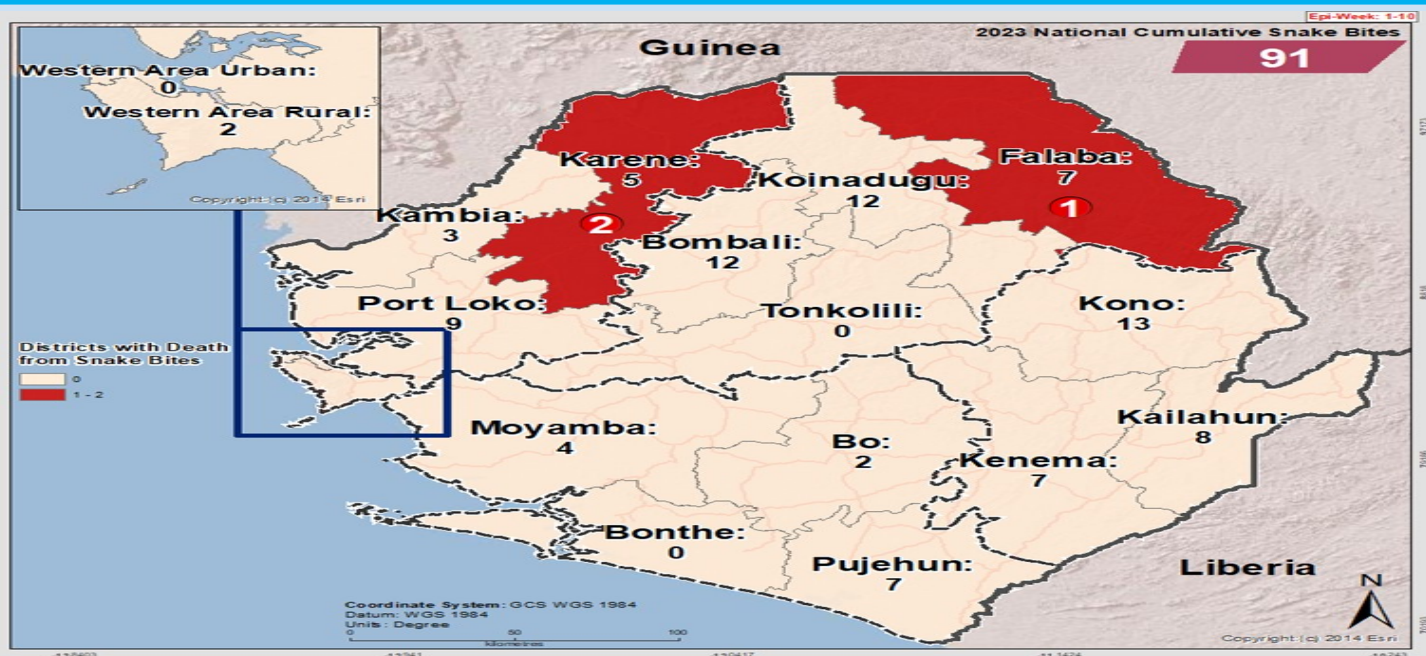 Epi-Week: 1-10
2023 National Cumulative Snake Bites
91
Guinea
Western Area Urban:
0
Western Area Rural:
2
Copyright:(c) 2014 Esri
Karene:
5
2
Falaba:
7
1
Koinadugu:
12
Kambia:
3
Bombali:
12
Port Loko:
9
Tonkolili:
0
Kono:
13
Districts with Death
from Snake Bites
0
1 - 2
Moyamba:
4
Bo:
2
Kailahun:
8
Kenema:
7
Bonthe:
0
Pujehun:
7
Liberia
N
Coordinate System: GCS WGS 1984
Datum: WGS 1984
Units : Degree
0 50 100
kilometres
Copyright:(c) 2014 Esri